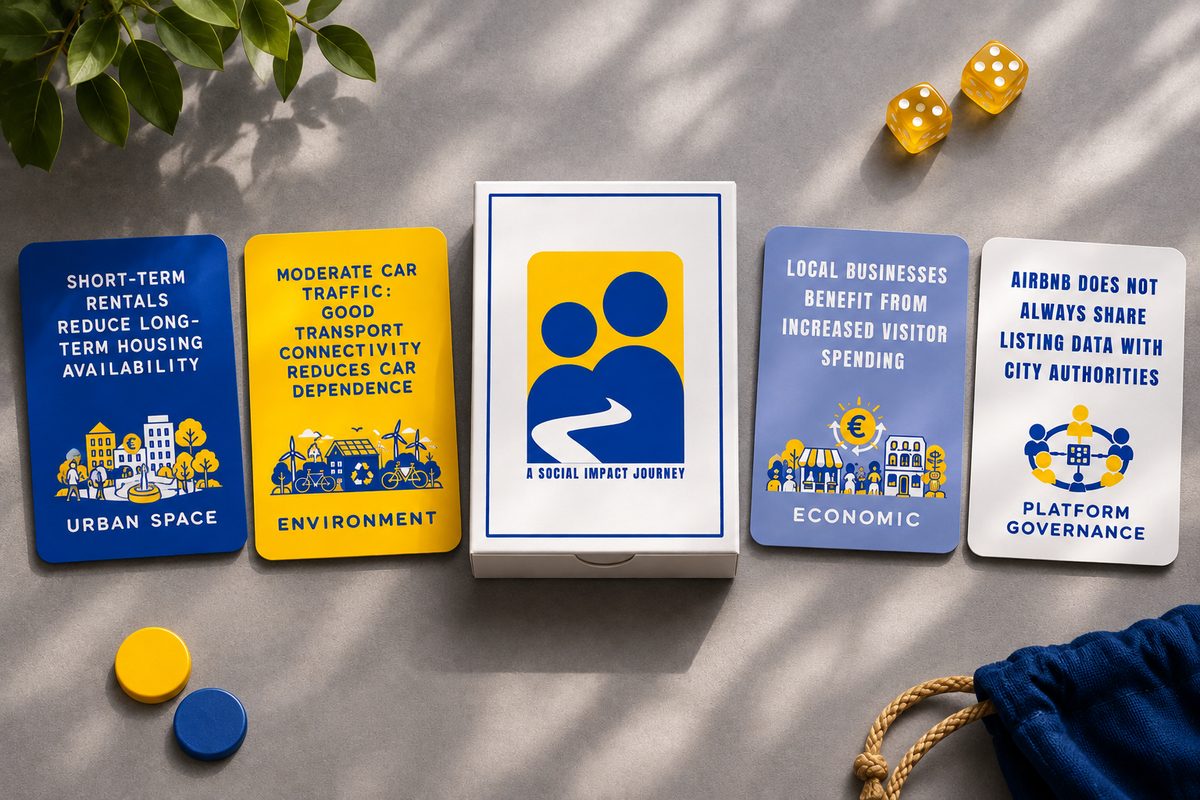 SHORT-TERM
RENTALS
REDUCE LONG-
TERM HOUSING
AVAILABILITY
€
URBAN SPACE
MODERATE CAR
TRAFFIC:
GOOD
TRANSPORT
CONNECTIVITY
REDUCES CAR
DEPENDENCE
ENVIRONMENT
A SOCIAL IMPACT JOURNEY
LOCAL BUSINESSES
BENEFIT FROM
INCREASED VISITOR
SPENDING
€
ECONOMIC
AIRBNB DOES NOT
ALWAYS SHARE
LISTING DATA WITH
CITY AUTHORITIES
PLATFORM
GOVERNANCE